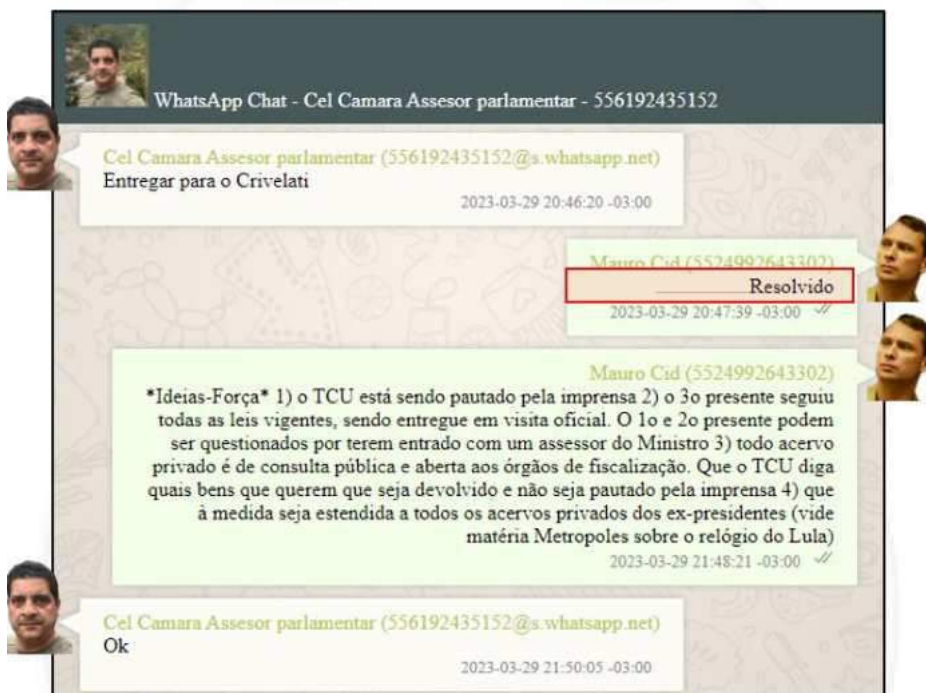 WhatsApp Chat - Cel Camara Assesor parlamentar - 556192435152
Cel Camara Assesor parlamentar (556192435152@s.whatsapp.net)
Entregar para o Crivelati
2023-03-29 20:46:20 -03:00
Mauro Cid (5524992643302)
Resolvido
2023-03-29 20:47:39 -03:00
Mauro Cid (5524992643302)
*Ideias-Força* 1) o TCU está sendo pautado pela imprensa 2) o 3o presente seguiu
todas as leis vigentes, sendo entregue em visita oficial. O 1o e 2o presente podem
ser questionados por terem entrado com um assessor do Ministro 3) todo acervo
privado é de consulta pública e aberta aos órgãos de fiscalização. Que o TCU diga
quais bens que querem que seja devolvido e não seja pautado pela imprensa 4) que
à medida seja estendida a todos os acervos privados dos ex-presidentes (vide
matéria Metropoles sobre o relógio do Lula)
2023-03-29 21:48:21 -03:00
Cel Camara Assesor parlamentar (556192435152@s.whatsapp.net)
Ok
2023-03-29 21:50:05 -03:00